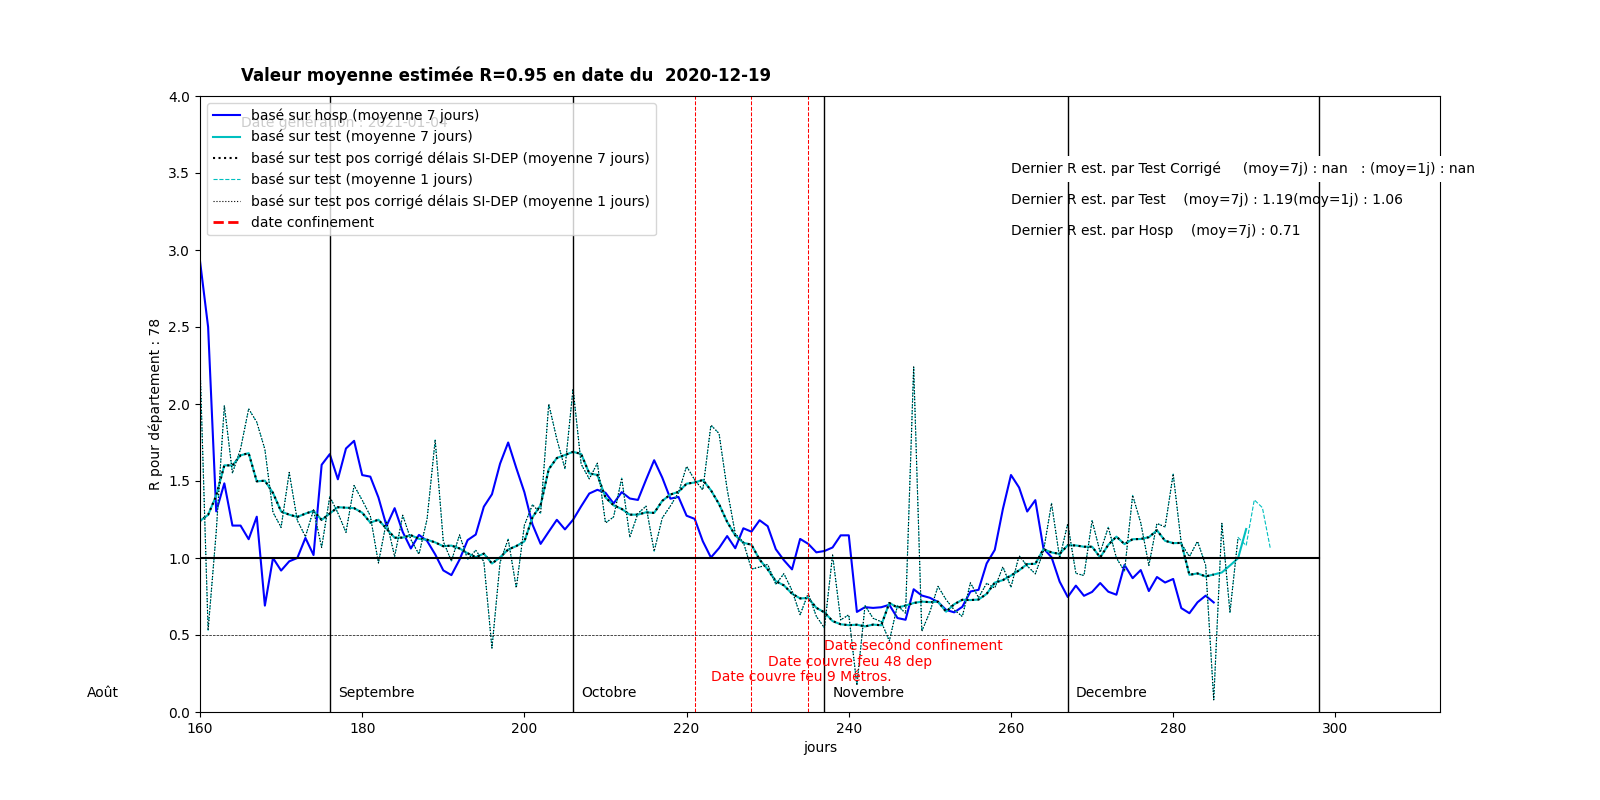 Valeur moyenne estimée R=0.95 en date du  2020-12-19
Date génération : 2021-01-04
basé sur hosp (moyenne 7 jours)
basé sur test (moyenne 7 jours)
basé sur test pos corrigé délais SI-DEP (moyenne 7 jours)
basé sur test (moyenne 1 jours)
basé sur test pos corrigé délais SI-DEP (moyenne 1 jours)
date confinement
Dernier R est. par Test Corrigé     (moy=7j) : nan   : (moy=1j) : nan
Dernier R est. par Test    (moy=7j) : 1.19(moy=1j) : 1.06
Dernier R est. par Hosp    (moy=7j) : 0.71
R pour département : 78
4.0
3.5
3.0
2.5
2.0
1.5
1.0
0.5
0.0
Date second confinement
Date couvre feu 48 dep
Date couvre feu 9 Métros.
Août
Septembre
Octobre
Novembre
Decembre
160
180
200
220
240
260
280
300
jours